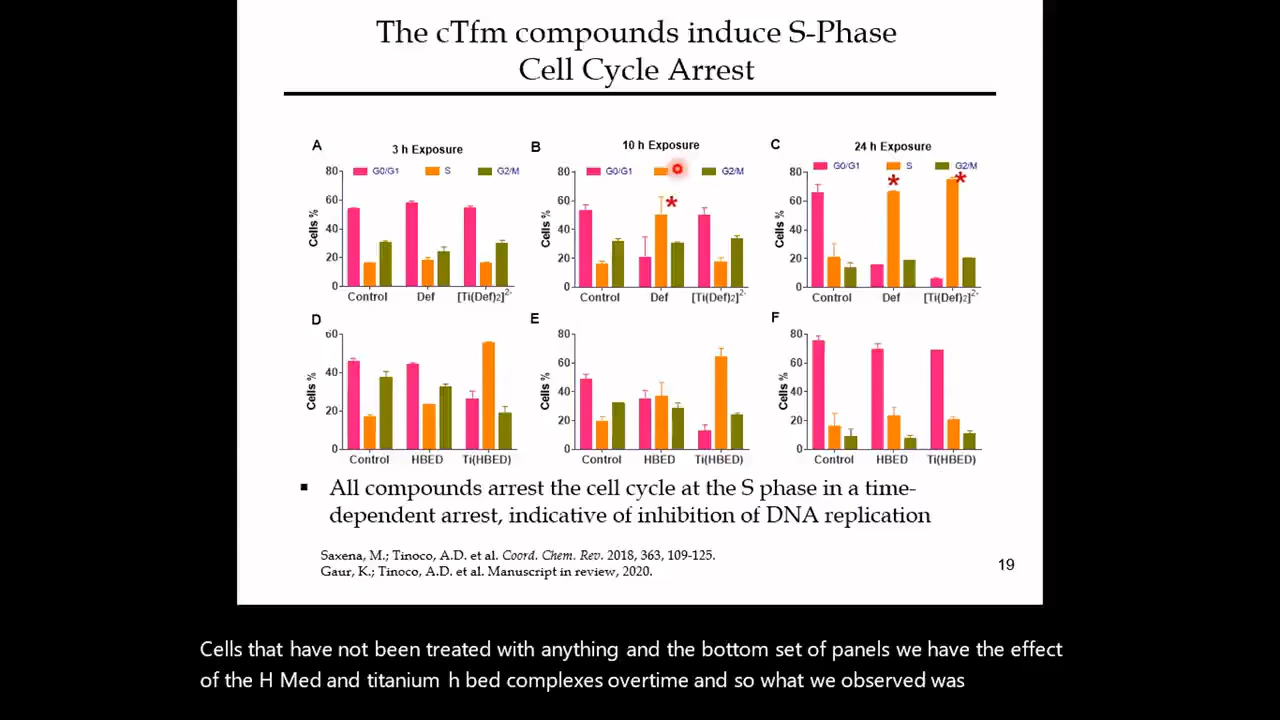 The cTfm compounds induce S-Phase
Cell Cycle Arrest
A
3 h Exposure
G0/G1 S G2/M
80
60
40
20
0
Cells %
Control Def [Ti(Def)₂]²⁻
B
10 h Exposure
G0/G1 G2/M
80
60
40
20
0
Cells %
*
Control Def [Ti(Def)₂]²⁻
C
24 h Exposure
G0/G1 S G2/M
80
60
40
20
0
Cells %
* *
Control Def [Ti(Def)₂]²⁻
D
60
40
20
0
Cells %
Control HBED Ti(HBED)
E
80
60
40
20
0
Cells %
Control HBED Ti(HBED)
F
80
60
40
20
0
Cells %
Control HBED Ti(HBED)
▪ All compounds arrest the cell cycle at the S phase in a time-
dependent arrest, indicative of inhibition of DNA replication
Saxena, M.; Tinoco, A.D. et al. Coord. Chem. Rev. 2018, 363, 109-125.
Gaur, K.; Tinoco, A.D. et al. Manuscript in review, 2020.
19
Cells that have not been treated with anything and the bottom set of panels we have the effect
of the H Med and titanium h bed complexes overtime and so what we observed was